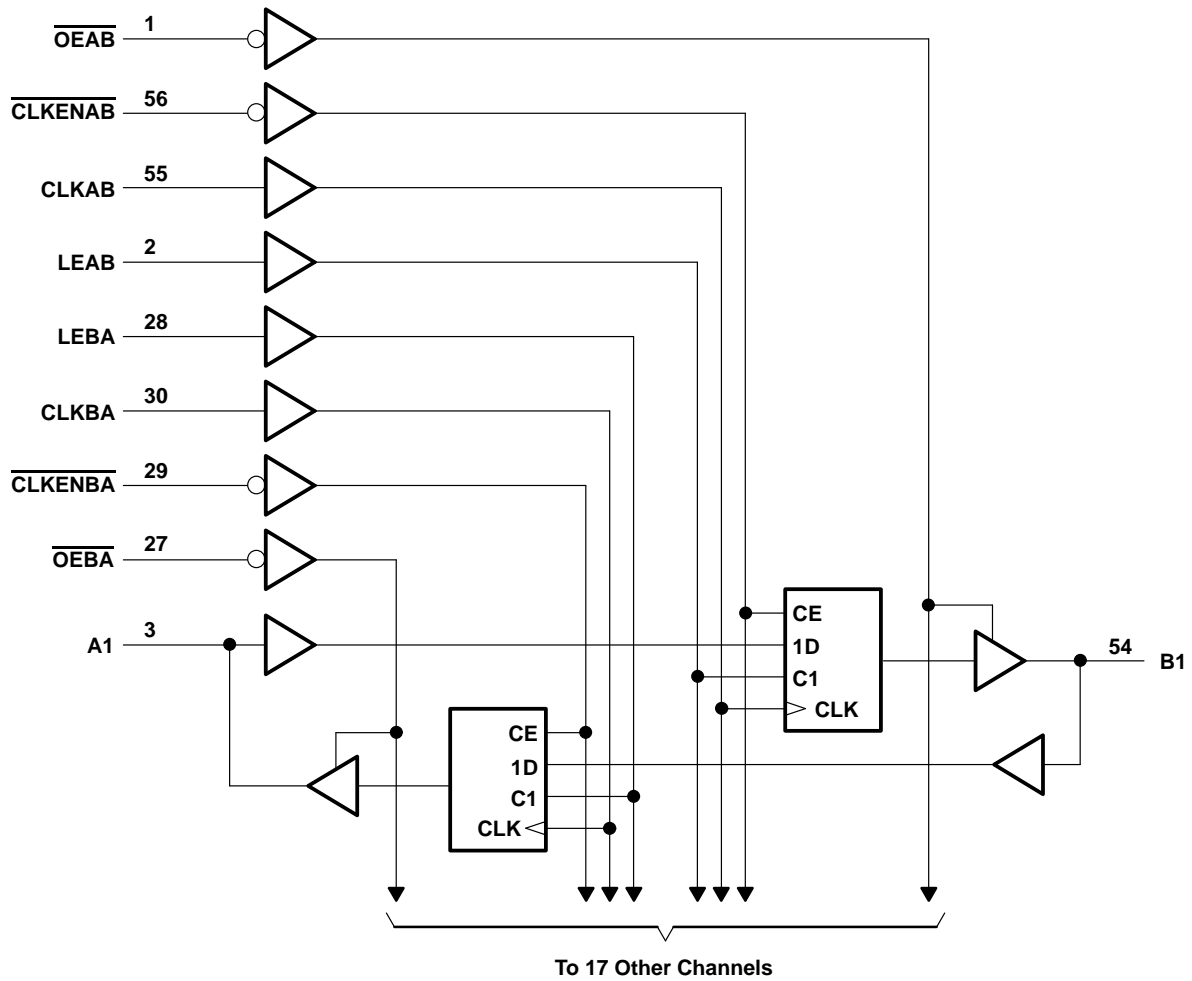 OEAB 1
CLKENAB 56
CLKAB 55
LEAB 2
LEBA 28
CLKBA 30
CLKENBA 29
OEBA 27
A1 3
CE
1D
C1
CLK
54 B1
CE
1D
C1
CLK
To 17 Other Channels